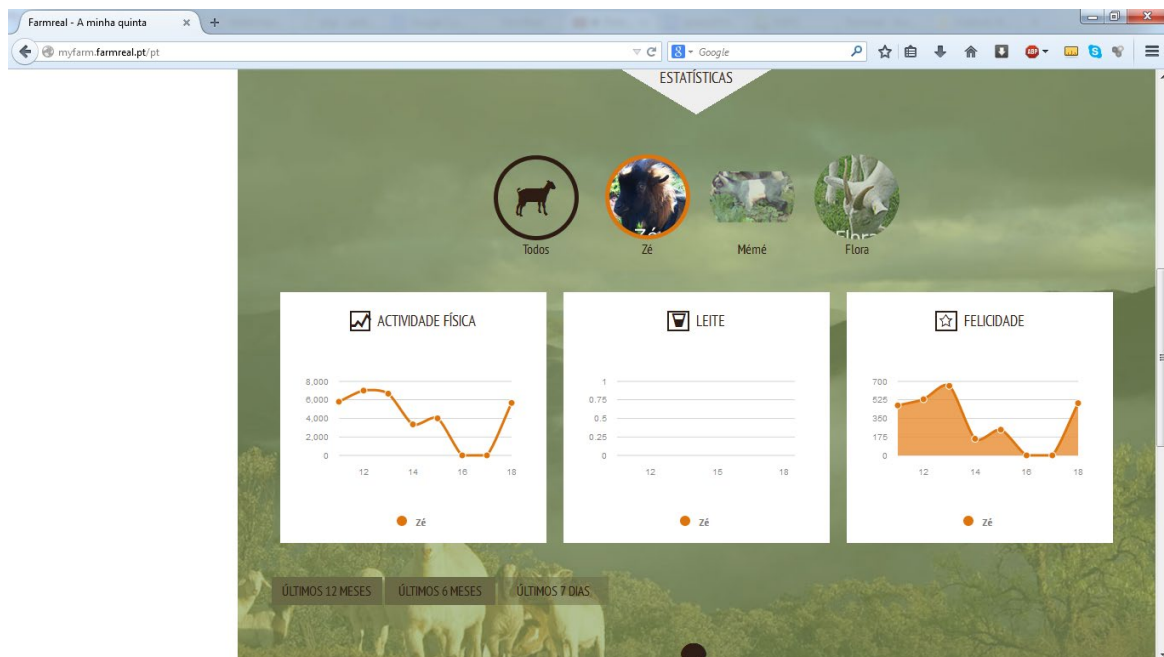 Farmreal - A minha quinta
myfarm.farmreal.pt/pt
Google
ESTATÍSTICAS
Zé
Flora
Todos
Zé
Mémé
Flora
ACTIVIDADE FÍSICA
8,000
6,000
4,000
2,000
0
12 14 16 18
Zé
LEITE
1
0.75
0.5
0.25
0
12 15 18
Zé
FELICIDADE
700
525
350
175
0
12 14 16 18
Zé
ÚLTIMOS 12 MESES
ÚLTIMOS 6 MESES
ÚLTIMOS 7 DIAS